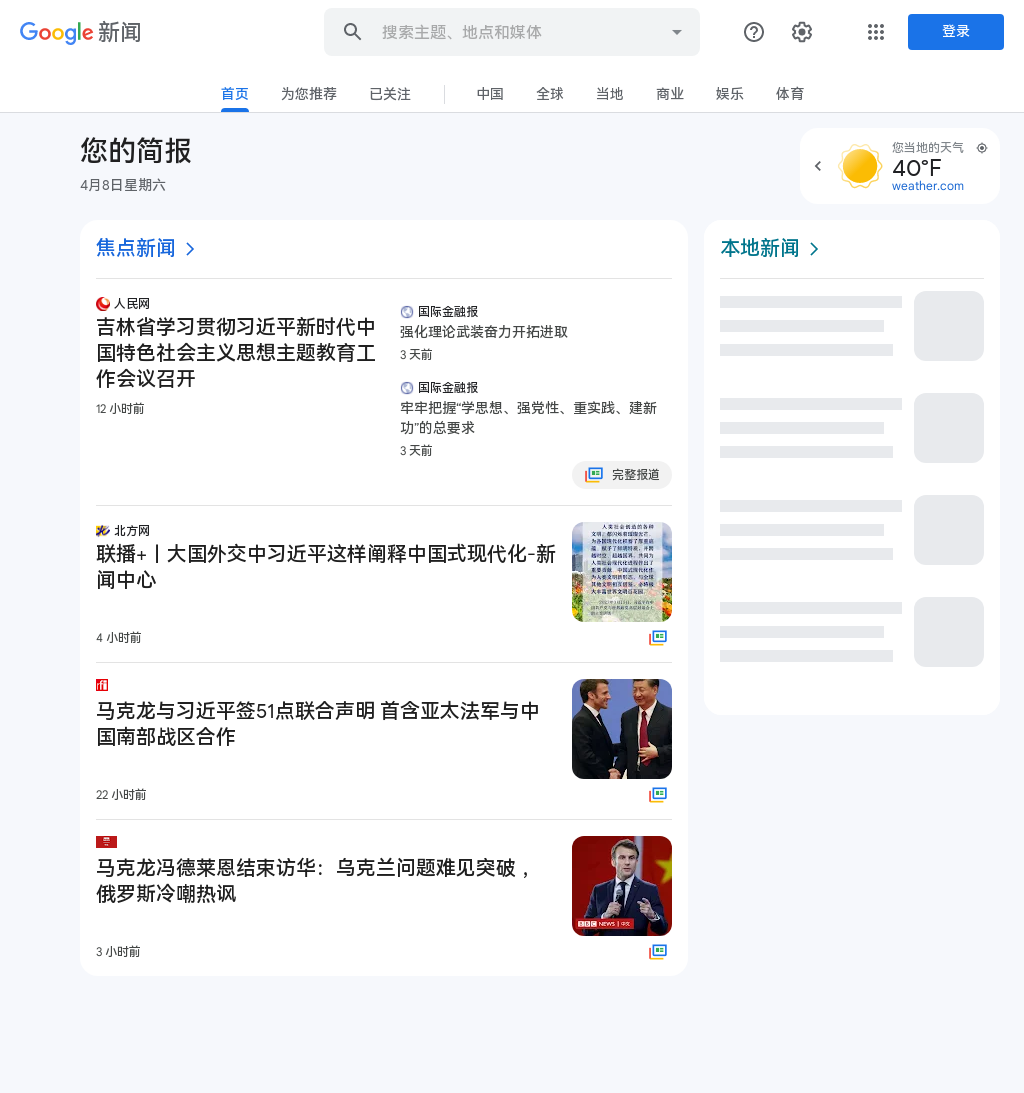 Google 新闻
搜索主题、地点和媒体
登录
首页
为您推荐
已关注
中国
全球
当地
商业
娱乐
体育
您的简报
4月8日星期六
您当地的天气
40°F
weather.com
焦点新闻
本地新闻
人民网
吉林省学习贯彻习近平新时代中
国特色社会主义思想主题教育工
作会议召开
12 小时前
国际金融报
强化理论武装奋力开拓进取
3 天前
国际金融报
牢牢把握“学思想、强党性、重实践、建新
功”的总要求
3 天前
完整报道
北方网
联播+丨大国外交中习近平这样阐释中国式现代化-新
闻中心
4 小时前
rfi
马克龙与习近平签51点联合声明 首含亚太法军与中
国南部战区合作
22 小时前
马克龙冯德莱恩结束访华：乌克兰问题难见突破，
俄罗斯冷嘲热讽
BBC NEWS 中文
3 小时前